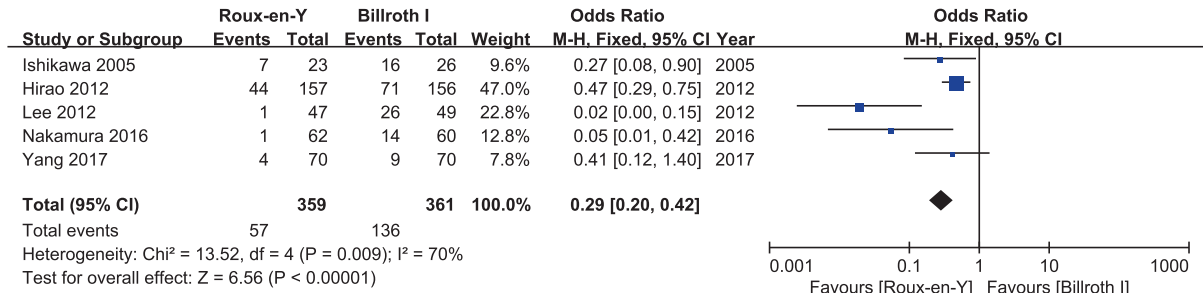 Roux-en-Y Billroth I Odds Ratio Odds Ratio
Study or Subgroup Events Total Events Total Weight M-H, Fixed, 95% CI Year M-H, Fixed, 95% CI
Ishikawa 2005 7 23 16 26 9.6% 0.27 [0.08, 0.90] 2005
Hirao 2012 44 157 71 156 47.0% 0.47 [0.29, 0.75] 2012
Lee 2012 1 47 26 49 22.8% 0.02 [0.00, 0.15] 2012
Nakamura 2016 1 62 14 60 12.8% 0.05 [0.01, 0.42] 2016
Yang 2017 4 70 9 70 7.8% 0.41 [0.12, 1.40] 2017
Total (95% CI) 359 361 100.0% 0.29 [0.20, 0.42]
Total events 57 136
Heterogeneity: Chi² = 13.52, df = 4 (P = 0.009); I² = 70%
Test for overall effect: Z = 6.56 (P < 0.00001)
0.001 0.1 1 10 1000
Favours [Roux-en-Y] Favours [Billroth I]